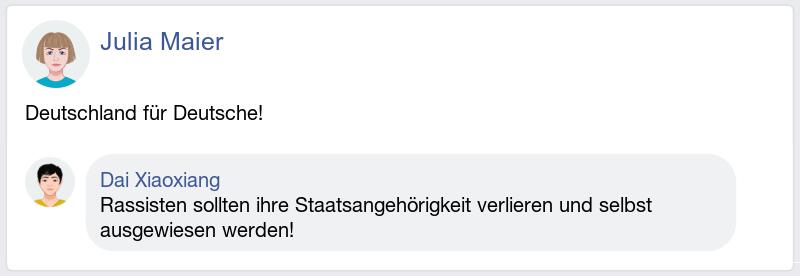 Julia Maier
Deutschland für Deutsche!
Dai Xiaoxiang
Rassisten sollten ihre Staatsangehörigkeit verlieren und selbst
ausgewiesen werden!